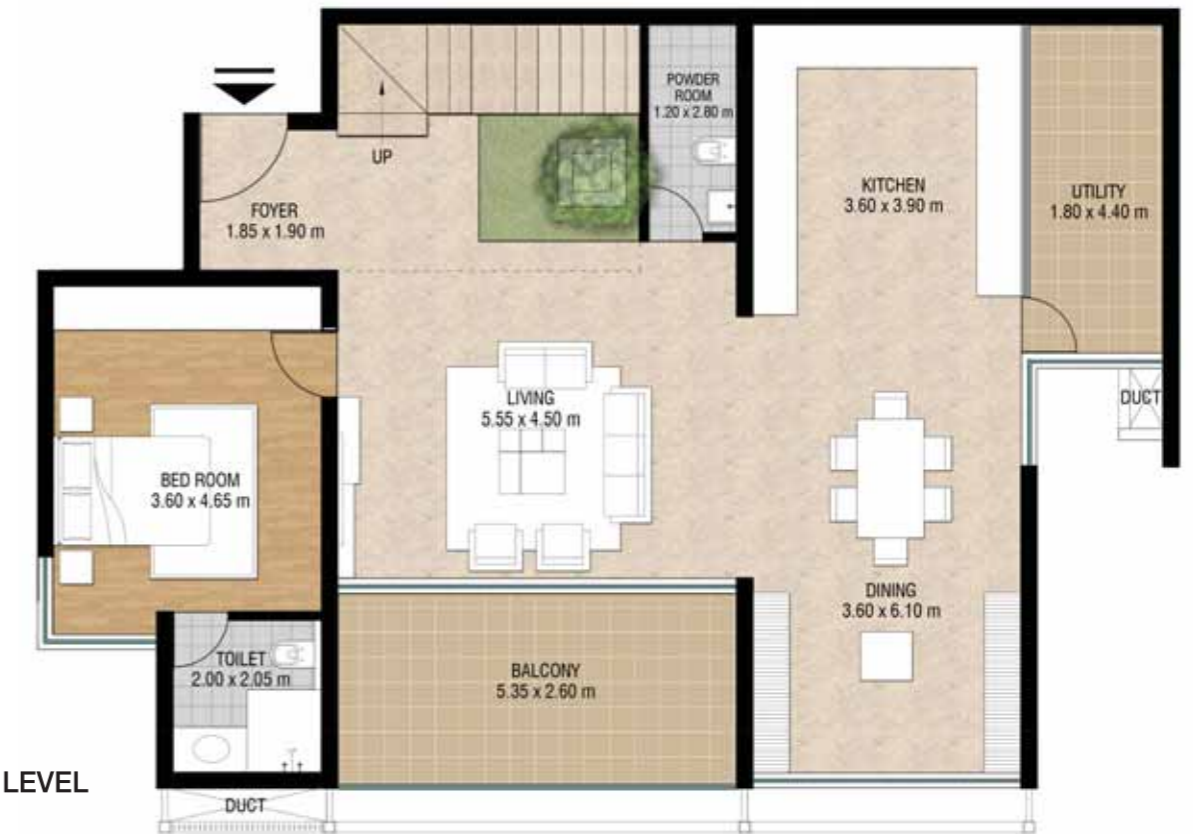 POWDER
ROOM
1.20 x 2.80 m
UP
FOYER
1.85 x 1.90 m
KITCHEN
3.60 x 3.90 m
UTILITY
1.80 x 4.40 m
LIVING
5.55 x 4.50 m
DUCT
BED ROOM
3.60 x 4.65 m
DINING
3.60 x 6.10 m
TOILET
2.00 x 2.05 m
BALCONY
5.35 x 2.60 m
LEVEL
DUCT